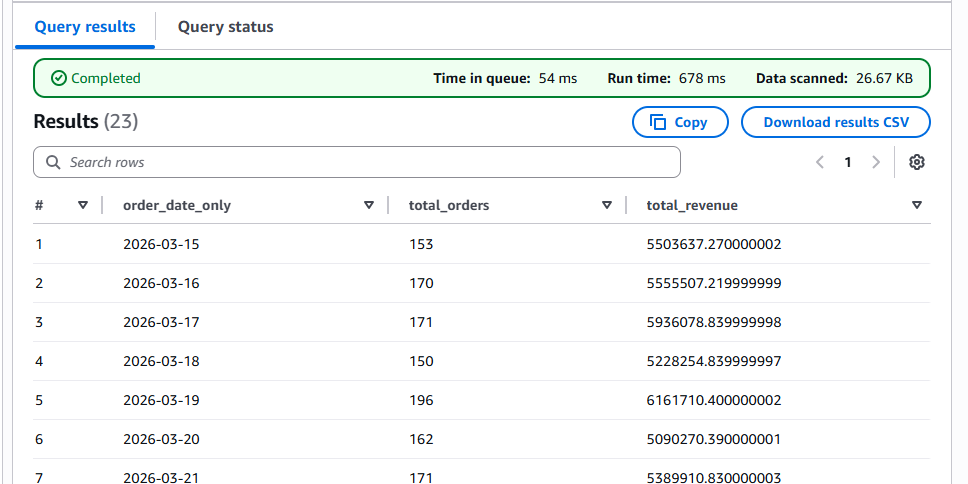 Query results Query status
Completed Time in queue: 54 ms Run time: 678 ms Data scanned: 26.67 KB
Results (23) Copy Download results CSV
Search rows 1
# order_date_only total_orders total_revenue
1 2026-03-15 153 5503637.270000002
2 2026-03-16 170 5555507.219999999
3 2026-03-17 171 5936078.839999998
4 2026-03-18 150 5228254.839999997
5 2026-03-19 196 6161710.400000002
6 2026-03-20 162 5090270.390000001
7 2026-03-21 171 5389910.830000003